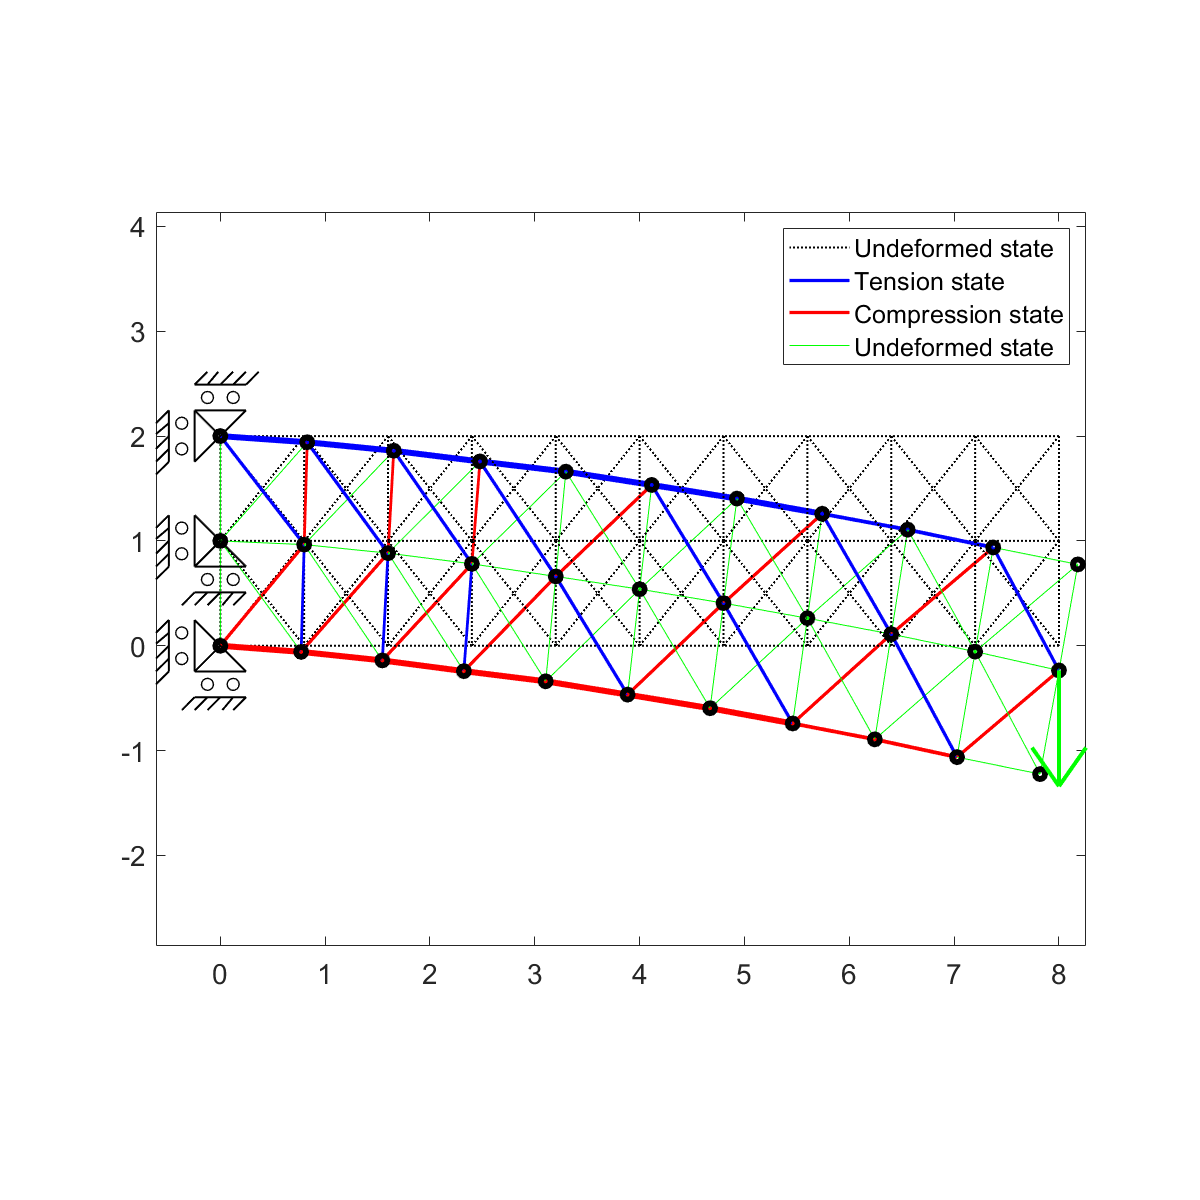 4
Undeformed state
Tension state
3
Compression state
Undeformed state
2
1
0
-1
-2
0 1 2 3 4 5 6 7 8